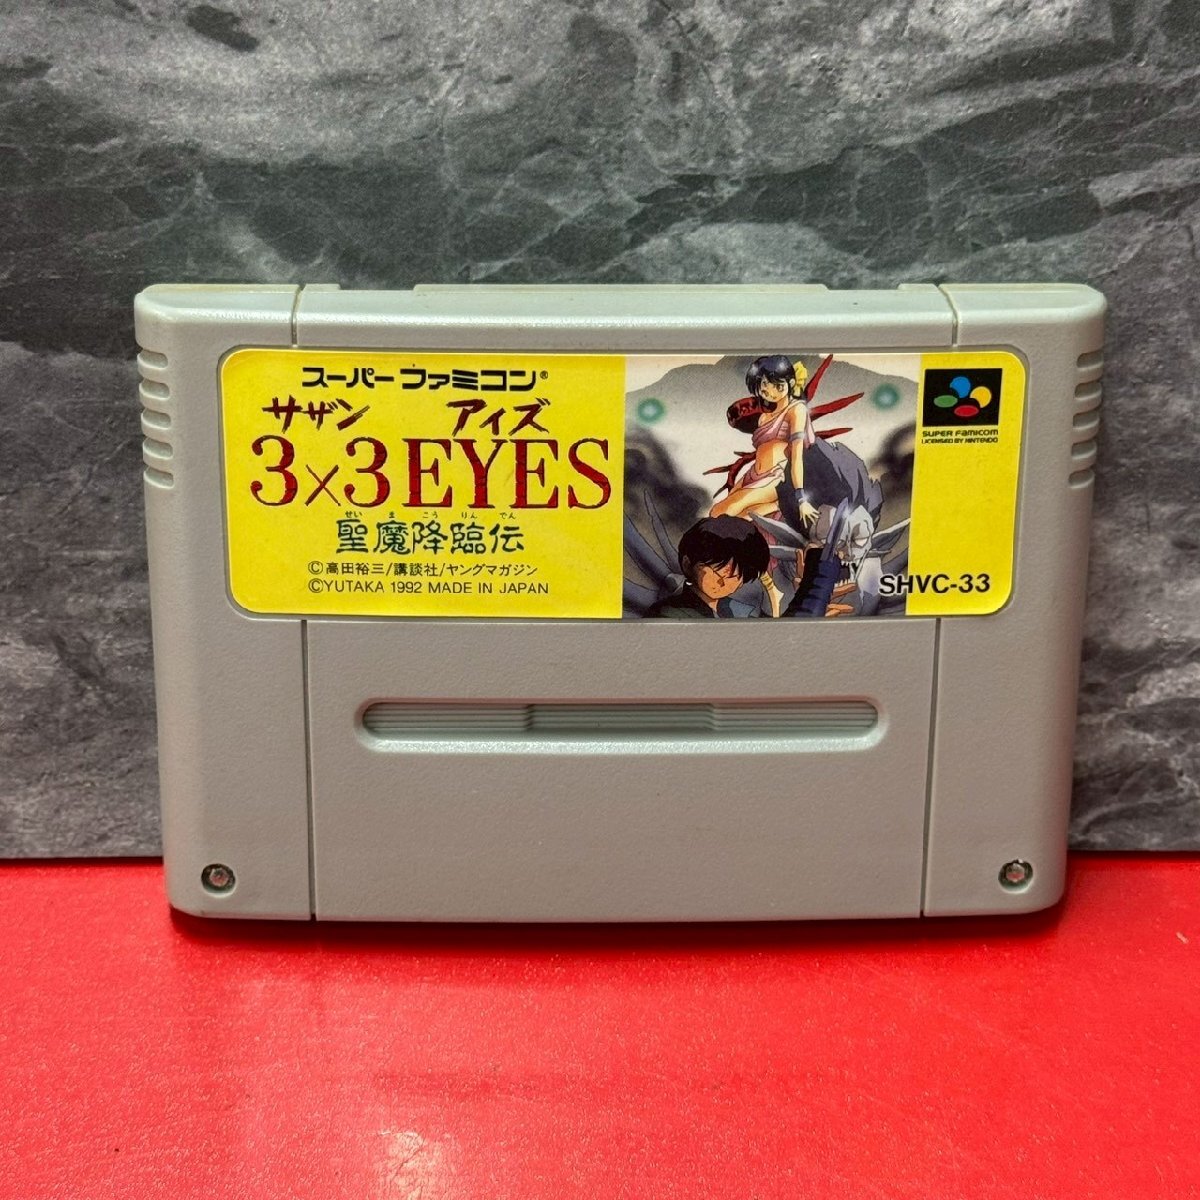 スーパーファミコン®
サザン アイズ
3×3 EYES
せい ま こう りん でん
聖魔降臨伝
©高田裕三/講談社/ヤングマガジン
©YUTAKA 1992 MADE IN JAPAN
SUPER FAMICOM
LICENSED BY NINTENDO
SHVC-33